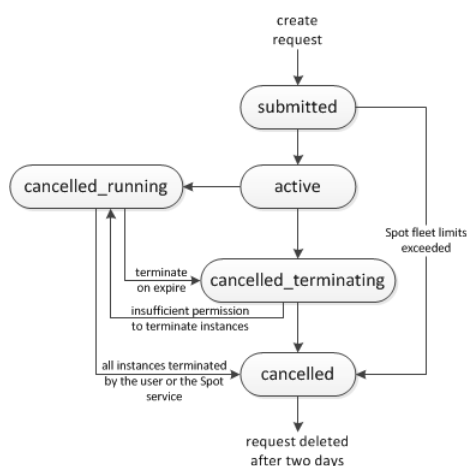 create
request
submitted
cancelled_running
active
Spot fleet limits
exceeded
terminate
on expire
cancelled_terminating
insufficient permission
to terminate instances
all instances terminated
by the user or the Spot
service
cancelled
request deleted
after two days